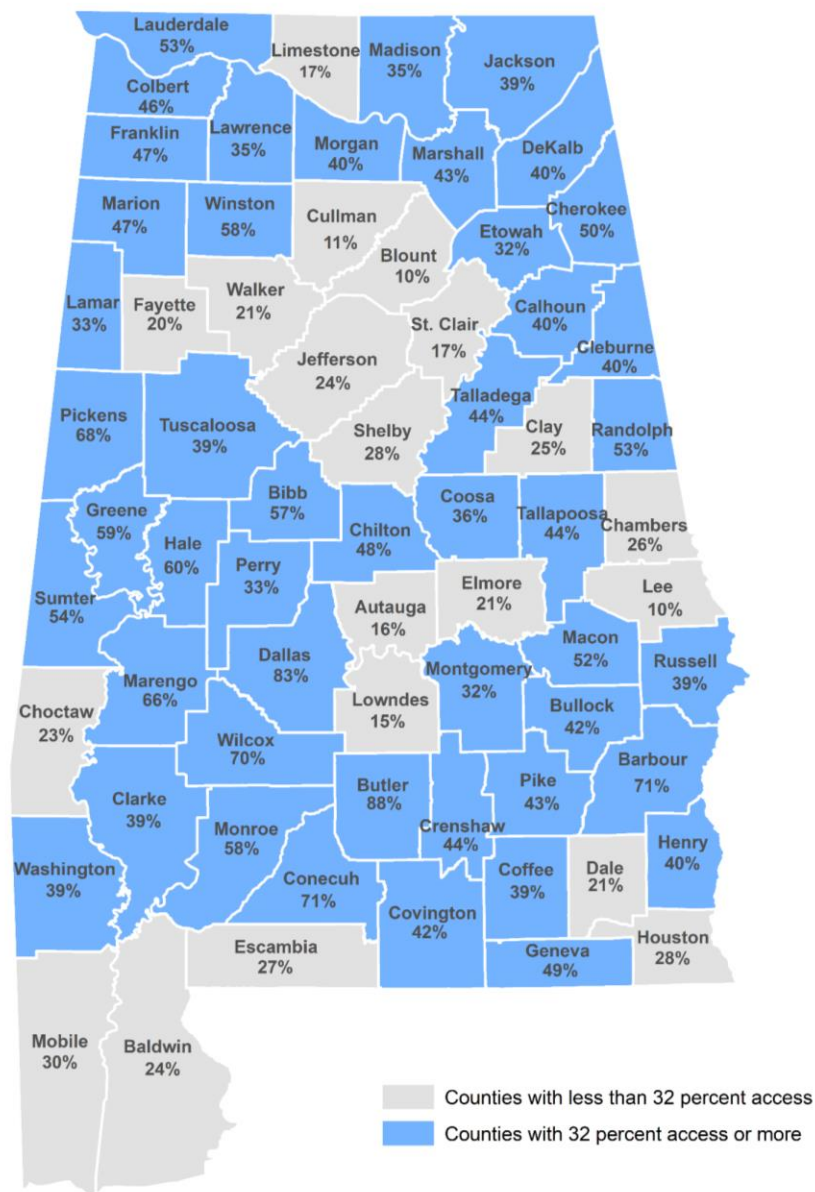 Lauderdale
53%
Limestone
17%
Madison
35%
Jackson
39%
Colbert
46%
Franklin
47%
Lawrence
35%
Morgan
40%
Marshall
43%
DeKalb
40%
Cherokee
50%
Marion
47%
Winston
58%
Cullman
11%
Blount
10%
Etowah
32%
Lamar
33%
Fayette
20%
Walker
21%
Jefferson
24%
St. Clair
17%
Calhoun
40%
Cleburne
40%
Pickens
68%
Tuscaloosa
39%
Shelby
28%
Talladega
44%
Clay
25%
Randolph
53%
Greene
59%
Hale
60%
Bibb
57%
Perry
33%
Chilton
48%
Coosa
36%
Tallapoosa
44%
Chambers
26%
Sumter
54%
Autauga
16%
Elmore
21%
Lee
10%
Marengo
66%
Dallas
83%
Lowndes
15%
Montgomery
32%
Macon
52%
Russell
39%
Choctaw
23%
Wilcox
70%
Bullock
42%
Barbour
71%
Clarke
39%
Monroe
58%
Butler
88%
Crenshaw
44%
Pike
43%
Henry
40%
Washington
39%
Conecuh
71%
Covington
42%
Coffee
39%
Dale
21%
Escambia
27%
Geneva
49%
Houston
28%
Mobile
30%
Baldwin
24%
Counties with less than 32 percent access
Counties with 32 percent access or more